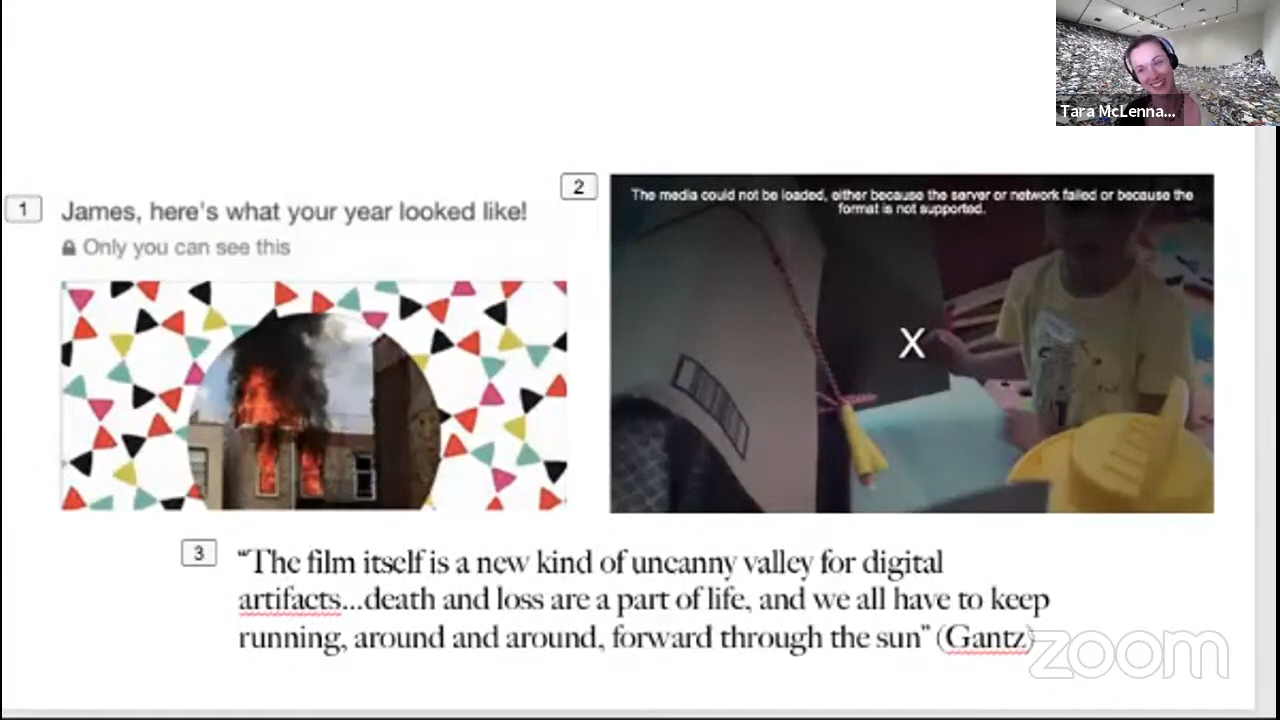 Tara McLenna...
1
James, here's what your year looked like!
Only you can see this
2
The media could not be loaded, either because the server or network failed or because the
format is not supported.
X
3
“The film itself is a new kind of uncanny valley for digital
artifacts...death and loss are a part of life, and we all have to keep
running, around and around, forward through the sun” (Gantz)
zoom